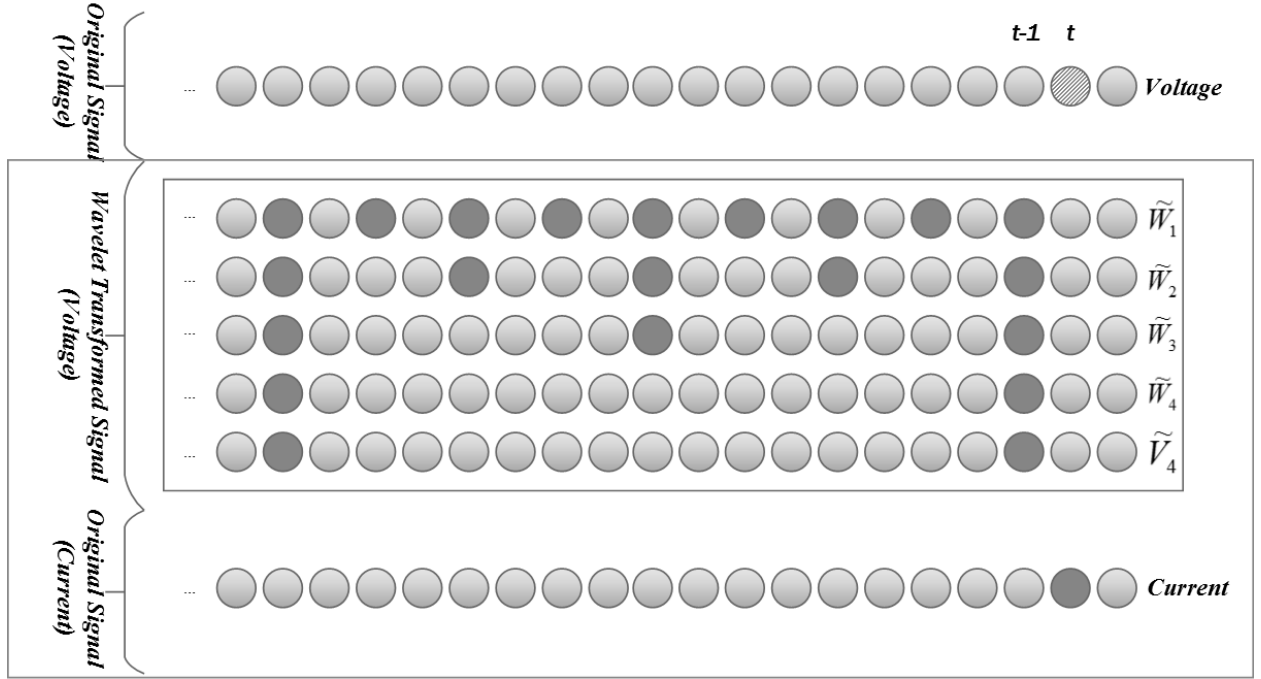 Original Signal
(Voltage)
t-1 t
... Voltage
Wavelet Transformed Signal
(Voltage)
... W̃₁
... W̃₂
... W̃₃
... W̃₄
... Ṽ₄
Original Signal
(Current)
... Current